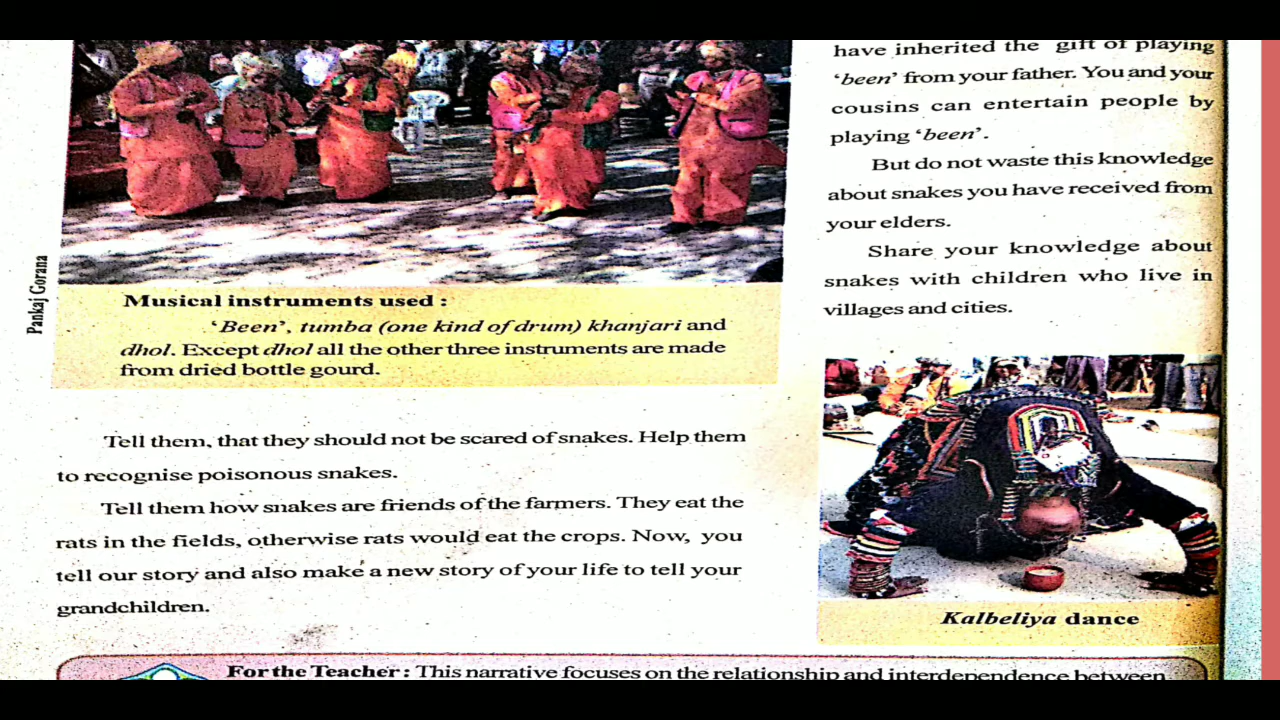 have inherited the gift of playing
‘been’ from your father. You and your
cousins can entertain people by
playing ‘been’.
But do not waste this knowledge
about snakes you have received from
your elders.
Share your knowledge about
snakes with children who live in
villages and cities.
Pankaj Gorana
Musical instruments used :
‘Been’, tumba (one kind of drum) khanjari and
dhol. Except dhol all the other three instruments are made
from dried bottle gourd.
Tell them, that they should not be scared of snakes. Help them
to recognise poisonous snakes.
Tell them how snakes are friends of the farmers. They eat the
rats in the fields, otherwise rats would eat the crops. Now, you
tell our story and also make a new story of your life to tell your
grandchildren.
Kalbeliya dance
For the Teacher : This narrative focuses on the relationship and interdependence between